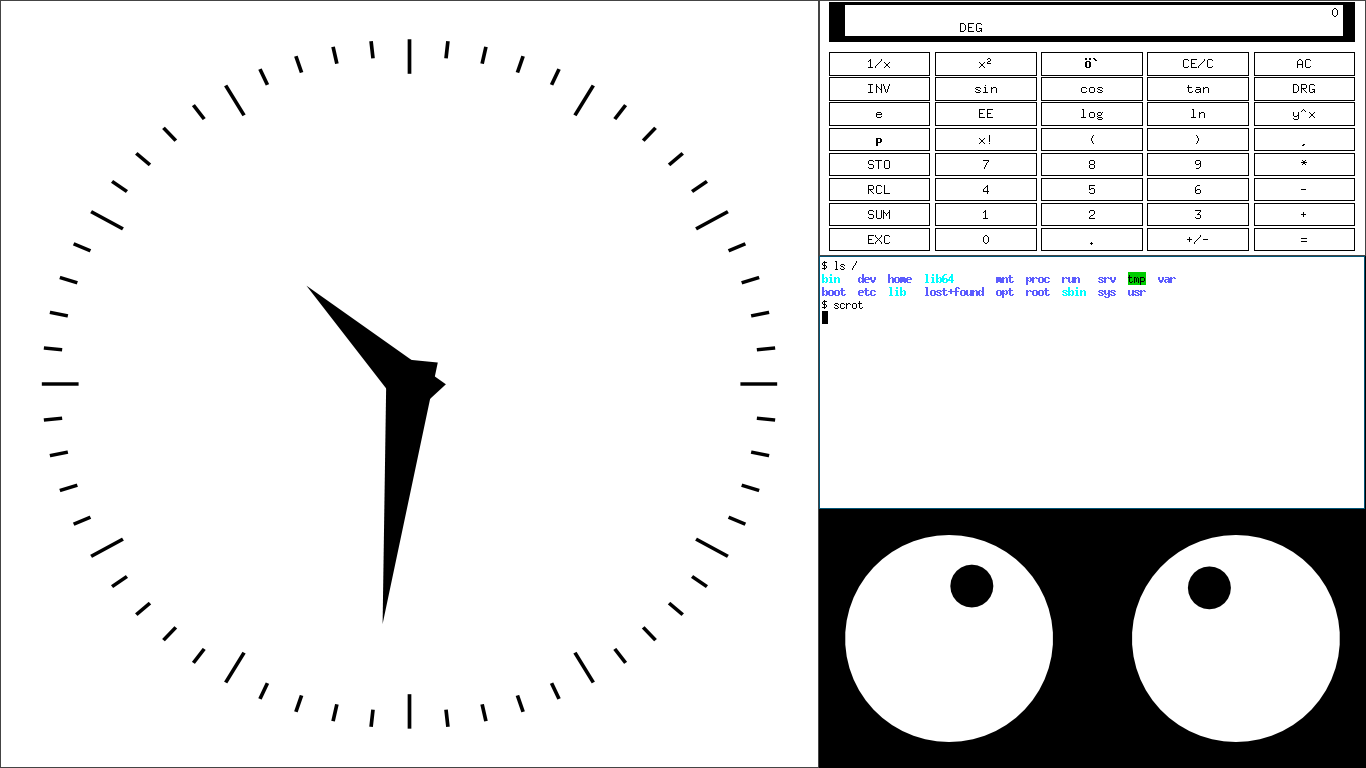 0
DEG
1/x x² Ö` CE/C AC
INV sin cos tan DRG
e EE log ln y^x
p x! ( ) ,
STO 7 8 9 *
RCL 4 5 6 -
SUM 1 2 3 +
EXC 0 . +/- =
$ ls /
bin dev home lib64 mnt proc run srv tmp var
boot etc lib lost+found opt root sbin sys usr
$ scrot